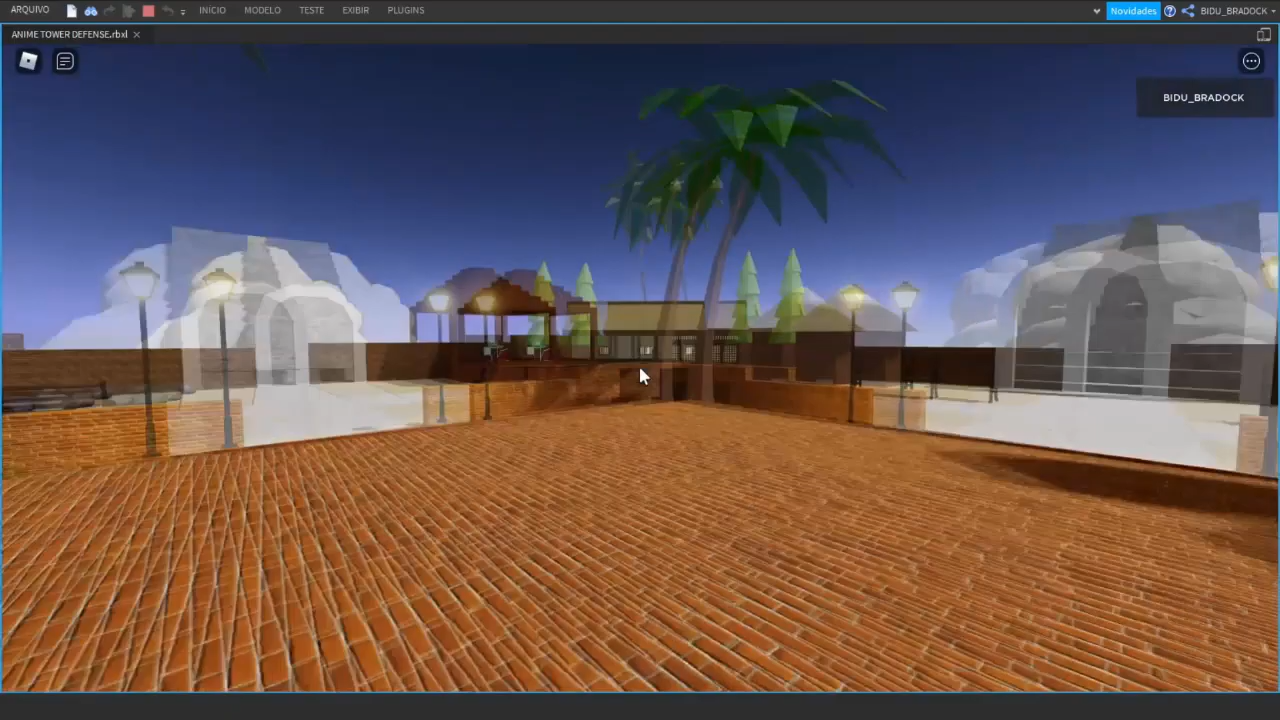 ARQUIVO
INÍCIO
MODELO
TESTE
EXIBIR
PLUGINS
Novidades
BIDU_BRADOCK
ANIME TOWER DEFENSE.rbxl
BIDU_BRADOCK